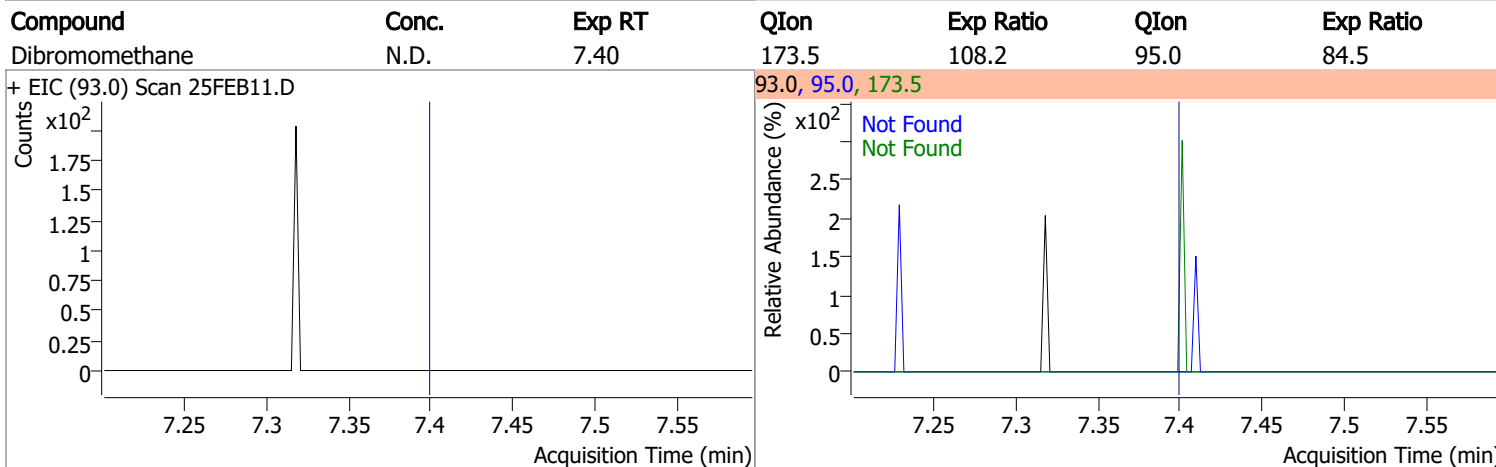 Compound Conc. Exp RT QIon Exp Ratio QIon Exp Ratio
Dibromomethane N.D. 7.40 173.5 108.2 95.0 84.5
+ EIC (93.0) Scan 25FEB11.D
Counts
x10²
1.75
1.5
1.25
1
0.75
0.5
0.25
0
7.25 7.3 7.35 7.4 7.45 7.5 7.55
Acquisition Time (min)
93.0, 95.0, 173.5
Relative Abundance (%)
x10²
Not Found
Not Found
2.5
2
1.5
1
0.5
0
7.25 7.3 7.35 7.4 7.45 7.5 7.55
Acquisition Time (min)